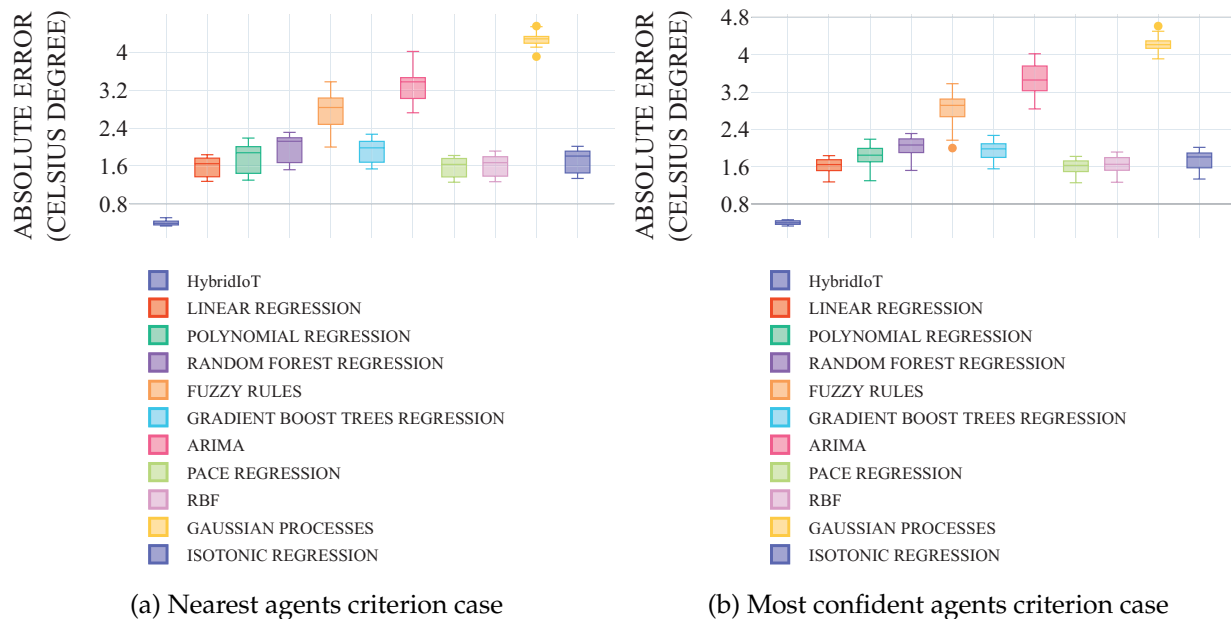 ABSOLUTE ERROR
(CELSIUS DEGREE)
4
3.2
2.4
1.6
0.8
HybridIoT
LINEAR REGRESSION
POLYNOMIAL REGRESSION
RANDOM FOREST REGRESSION
FUZZY RULES
GRADIENT BOOST TREES REGRESSION
ARIMA
PACE REGRESSION
RBF
GAUSSIAN PROCESSES
ISOTONIC REGRESSION
(a) Nearest agents criterion case
ABSOLUTE ERROR
(CELSIUS DEGREE)
4.8
4
3.2
2.4
1.6
0.8
HybridIoT
LINEAR REGRESSION
POLYNOMIAL REGRESSION
RANDOM FOREST REGRESSION
FUZZY RULES
GRADIENT BOOST TREES REGRESSION
ARIMA
PACE REGRESSION
RBF
GAUSSIAN PROCESSES
ISOTONIC REGRESSION
(b) Most confident agents criterion case